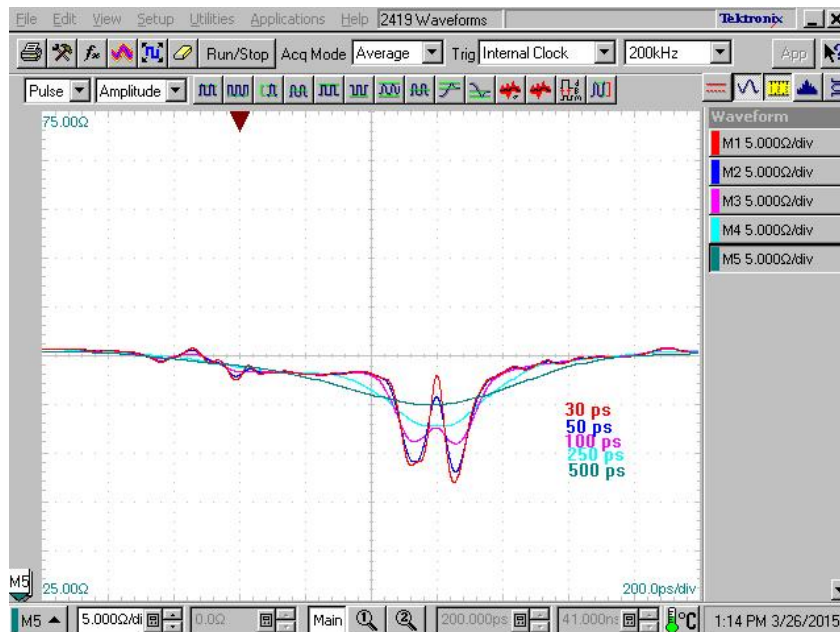 File Edit View Setup Utilities Applications Help 2419 Waveforms Tektronix
Run/Stop Acq Mode Average Trig Internal Clock 200kHz App
Pulse Amplitude
75.00Ω
Waveform
M1 5.000Ω/div
M2 5.000Ω/div
M3 5.000Ω/div
M4 5.000Ω/div
M5 5.000Ω/div
30 ps
50 ps
100 ps
250 ps
500 ps
M5
25.00Ω 200.0ps/div
M5 5.000Ω/di 0.0Ω Main 200.000ps 41.000n °C 1:14 PM 3/26/2015